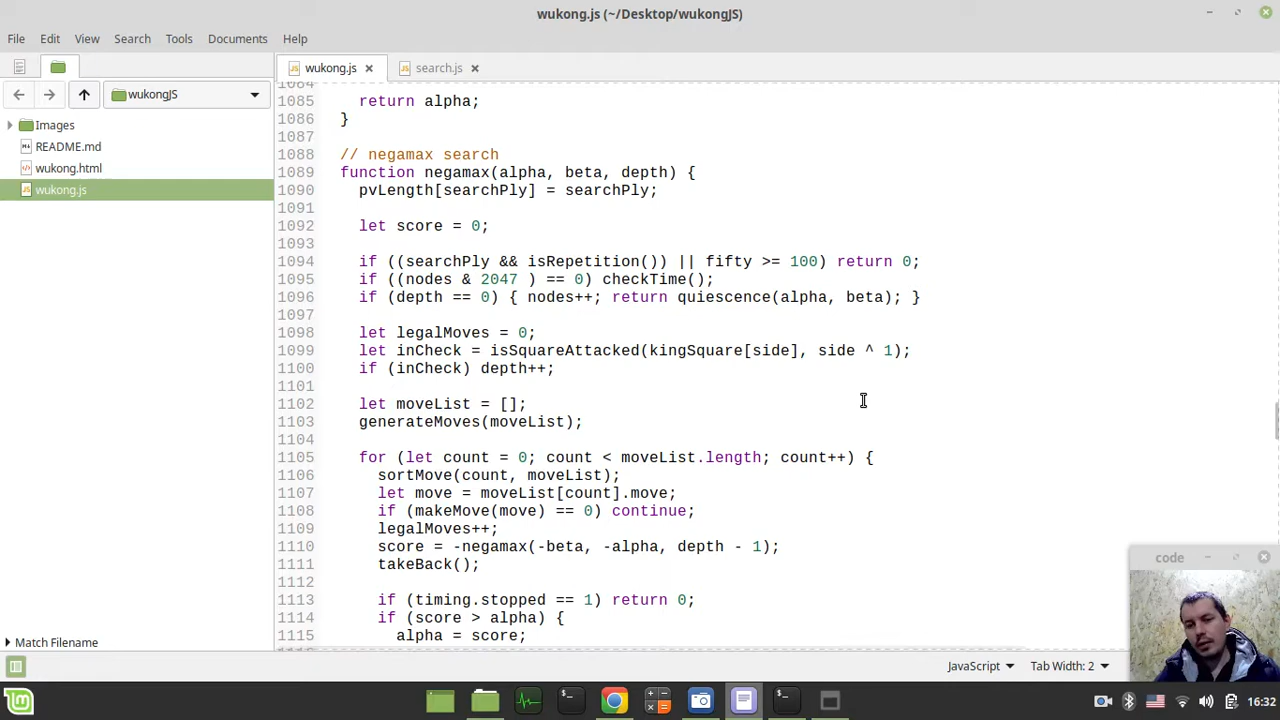 wukong.js (~/Desktop/wukongJS)
File Edit View Search Tools Documents Help
wukong.js
search.js
wukongJS
Images
README.md
wukong.html
wukong.js
Match Filename
1084
1085 return alpha;
1086 }
1087
1088 // negamax search
1089 function negamax(alpha, beta, depth) {
1090 pvLength[searchPly] = searchPly;
1091
1092 let score = 0;
1093
1094 if ((searchPly && isRepetition()) || fifty >= 100) return 0;
1095 if ((nodes & 2047 ) == 0) checkTime();
1096 if (depth == 0) { nodes++; return quiescence(alpha, beta); }
1097
1098 let legalMoves = 0;
1099 let inCheck = isSquareAttacked(kingSquare[side], side ^ 1);
1100 if (inCheck) depth++;
1101
1102 let moveList = [];
1103 generateMoves(moveList);
1104
1105 for (let count = 0; count < moveList.length; count++) {
1106 sortMove(count, moveList);
1107 let move = moveList[count].move;
1108 if (makeMove(move) == 0) continue;
1109 legalMoves++;
1110 score = -negamax(-beta, -alpha, depth - 1);
1111 takeBack();
1112
1113 if (timing.stopped == 1) return 0;
1114 if (score > alpha) {
1115 alpha = score;
code
JavaScript
Tab Width: 2
16:32